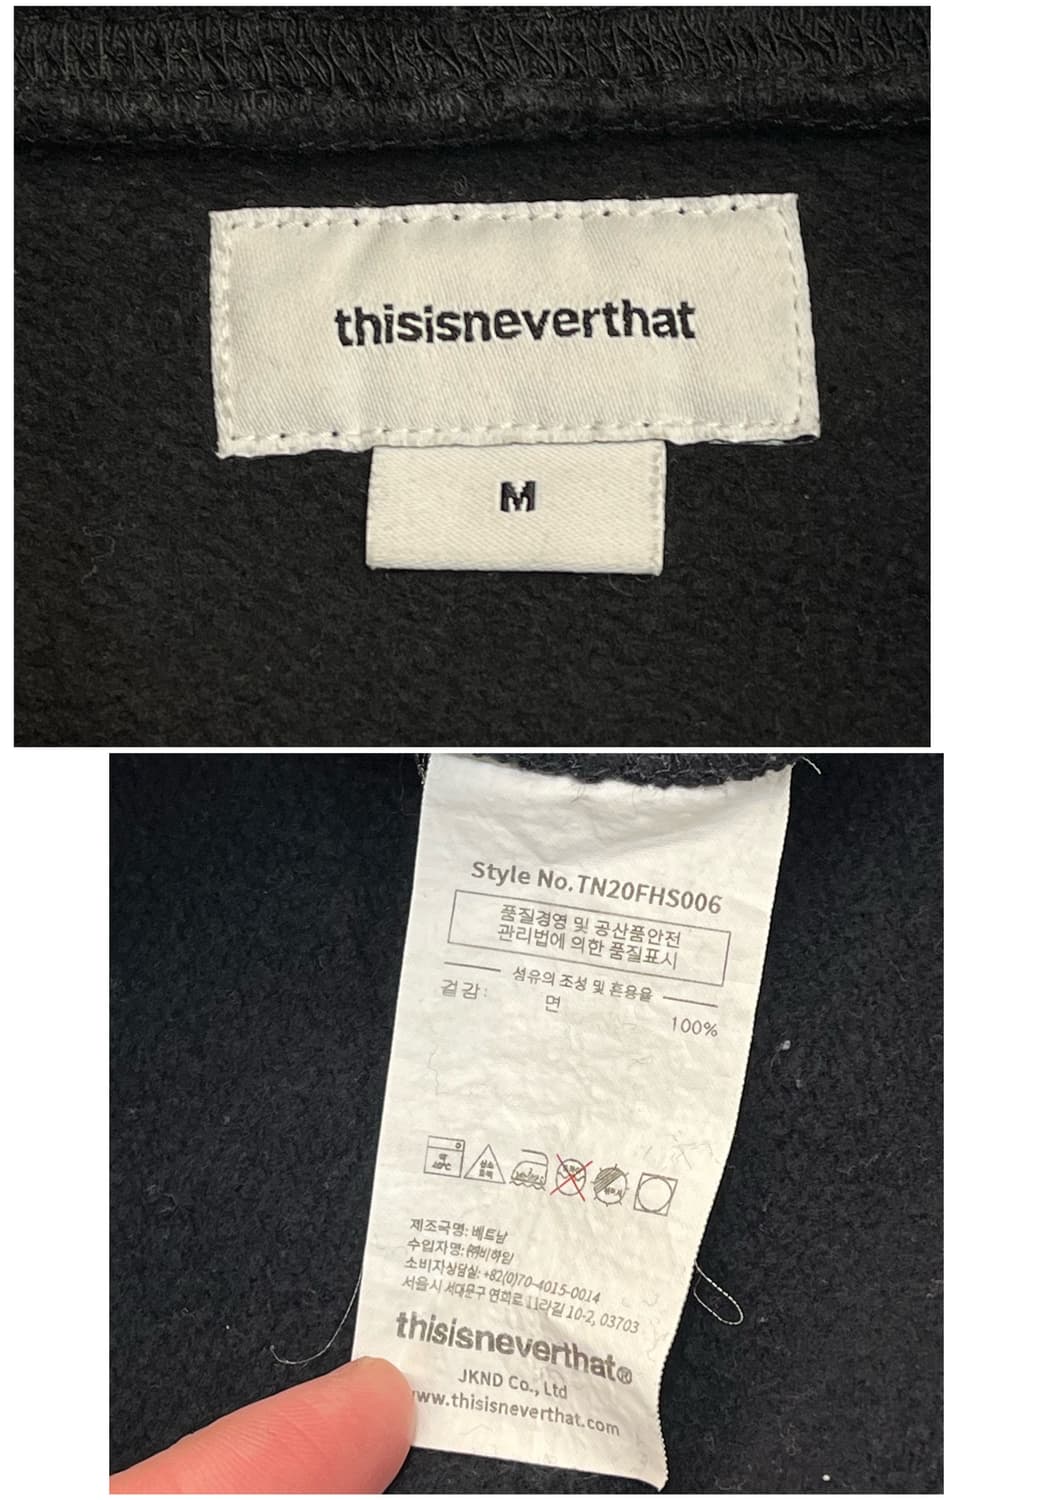 thisisneverthat
M
Style No.TN20FHS006
품질경영 및 공산품안전
관리법에 의한 품질표시
섬유의 조성 및 혼용율
겉감: 면 100%
제조국명: 베트남
수입자명: ㈜비하임
소비자상담실: +82(0)70-4015-0014
서울시 서대문구 연희로 11라길 10-2, 03703
thisisneverthat®
JKND Co., Ltd
www.thisisneverthat.com